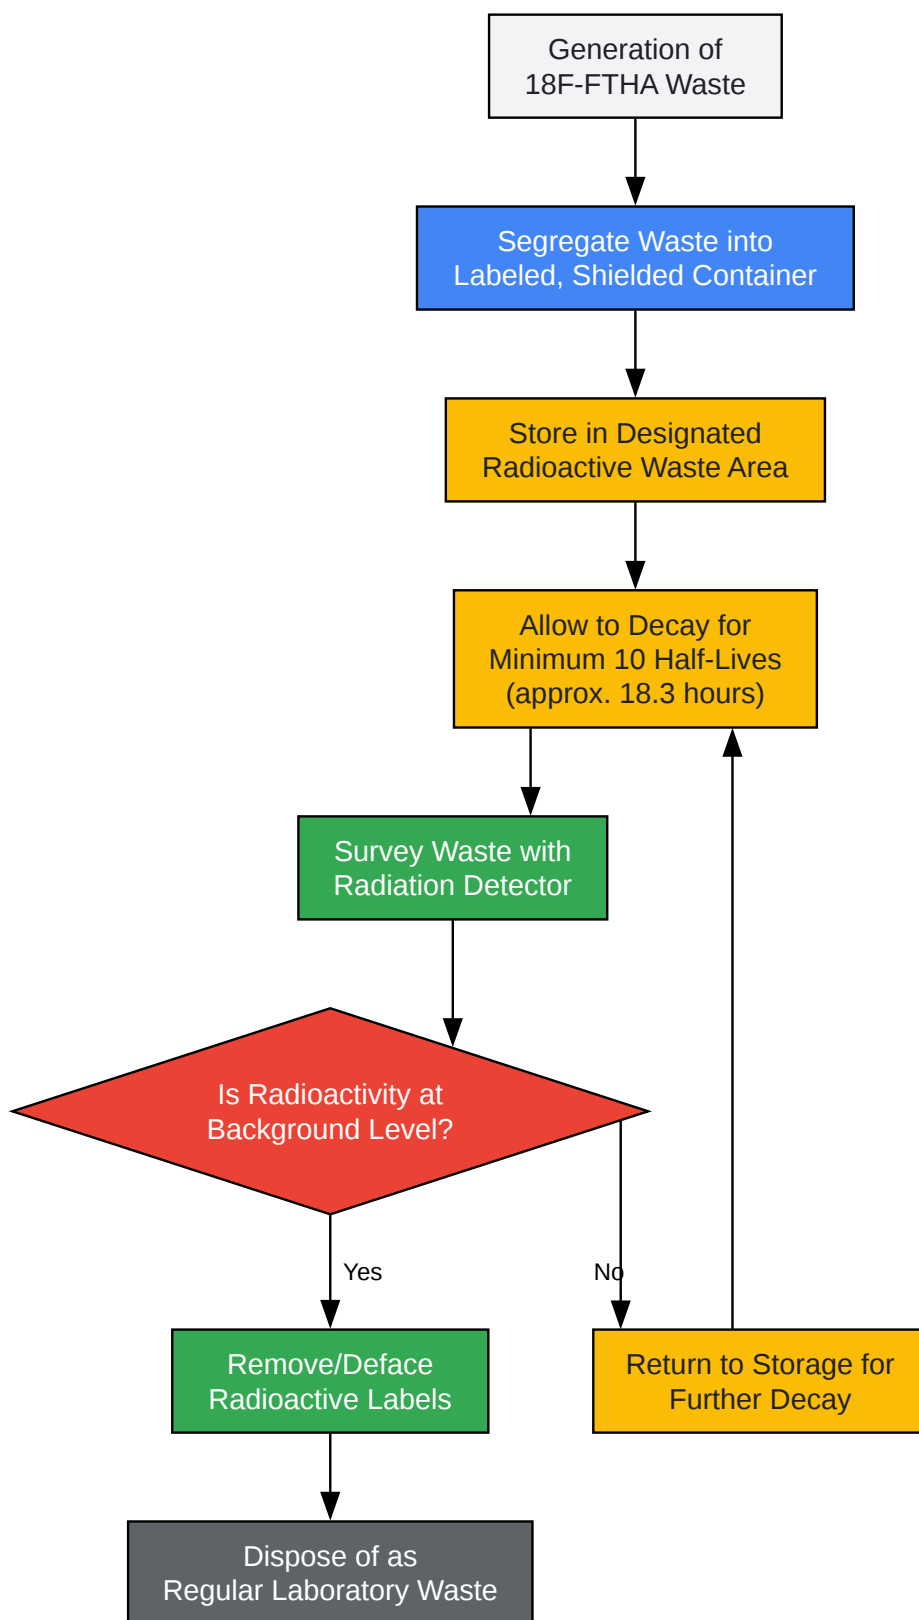 Generation of
18F-FTHA Waste
Segregate Waste into
Labeled, Shielded Container
Store in Designated
Radioactive Waste Area
Allow to Decay for
Minimum 10 Half-Lives
(approx. 18.3 hours)
Survey Waste with
Radiation Detector
Is Radioactivity at
Background Level?
Yes
No
Remove/Deface
Radioactive Labels
Return to Storage for
Further Decay
Dispose of as
Regular Laboratory Waste